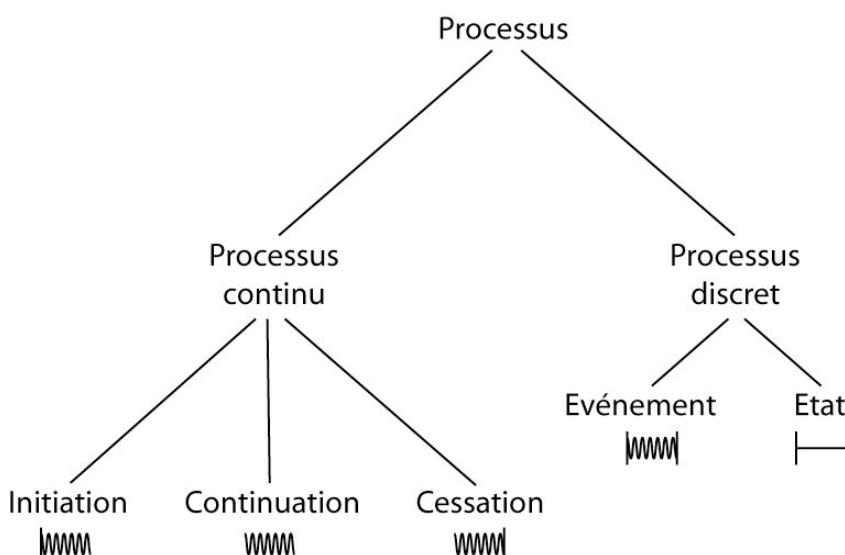 Processus
Processus
continu
Processus
discret
Evénement
Etat
Initiation
Continuation
Cessation